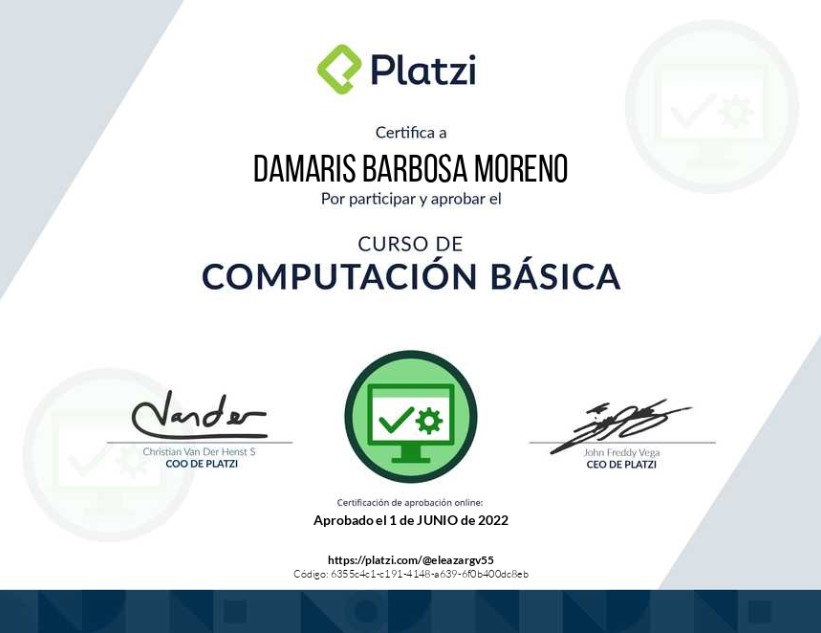 Platzi
Certifica a
DAMARIS BARBOSA MORENO
Por participar y aprobar el
CURSO DE
COMPUTACIÓN BÁSICA
Vander
Christian Van Der Henst S
COO DE PLATZI
John Freddy Vega
CEO DE PLATZI
Certificación de aprobación online:
Aprobado el 1 de JUNIO de 2022
https://platzi.com/@eleazargv55
Código: 6355c4c1-c191-4148-a639-6f0b400dc8eb